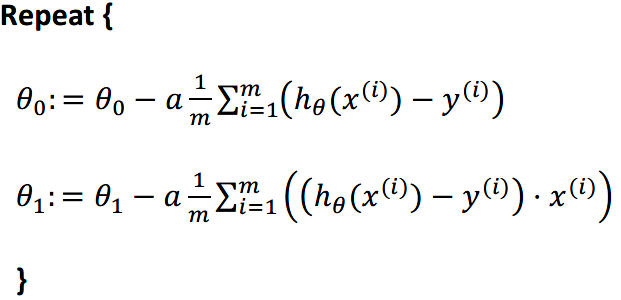 Repeat {
θ₀:= θ₀ − a 1/m ∑ᵢ₌₁ᵐ (h_θ(x⁽ⁱ⁾) − y⁽ⁱ⁾)
θ₁:= θ₁ − a 1/m ∑ᵢ₌₁ᵐ ((h_θ(x⁽ⁱ⁾) − y⁽ⁱ⁾) · x⁽ⁱ⁾)
}